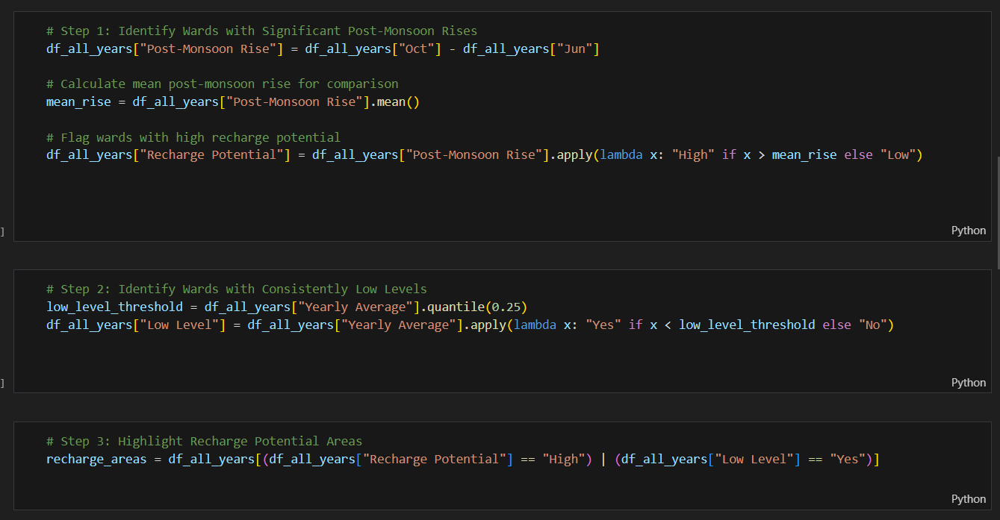 # Step 1: Identify Wards with Significant Post-Monsoon Rises
df_all_years["Post-Monsoon Rise"] = df_all_years["Oct"] - df_all_years["Jun"]
# Calculate mean post-monsoon rise for comparison
mean_rise = df_all_years["Post-Monsoon Rise"].mean()
# Flag wards with high recharge potential
df_all_years["Recharge Potential"] = df_all_years["Post-Monsoon Rise"].apply(lambda x: "High" if x > mean_rise else "Low")
]
Python
# Step 2: Identify Wards with Consistently Low Levels
low_level_threshold = df_all_years["Yearly Average"].quantile(0.25)
df_all_years["Low Level"] = df_all_years["Yearly Average"].apply(lambda x: "Yes" if x < low_level_threshold else "No")
]
Python
# Step 3: Highlight Recharge Potential Areas
recharge_areas = df_all_years[(df_all_years["Recharge Potential"] == "High") | (df_all_years["Low Level"] == "Yes")]
Python